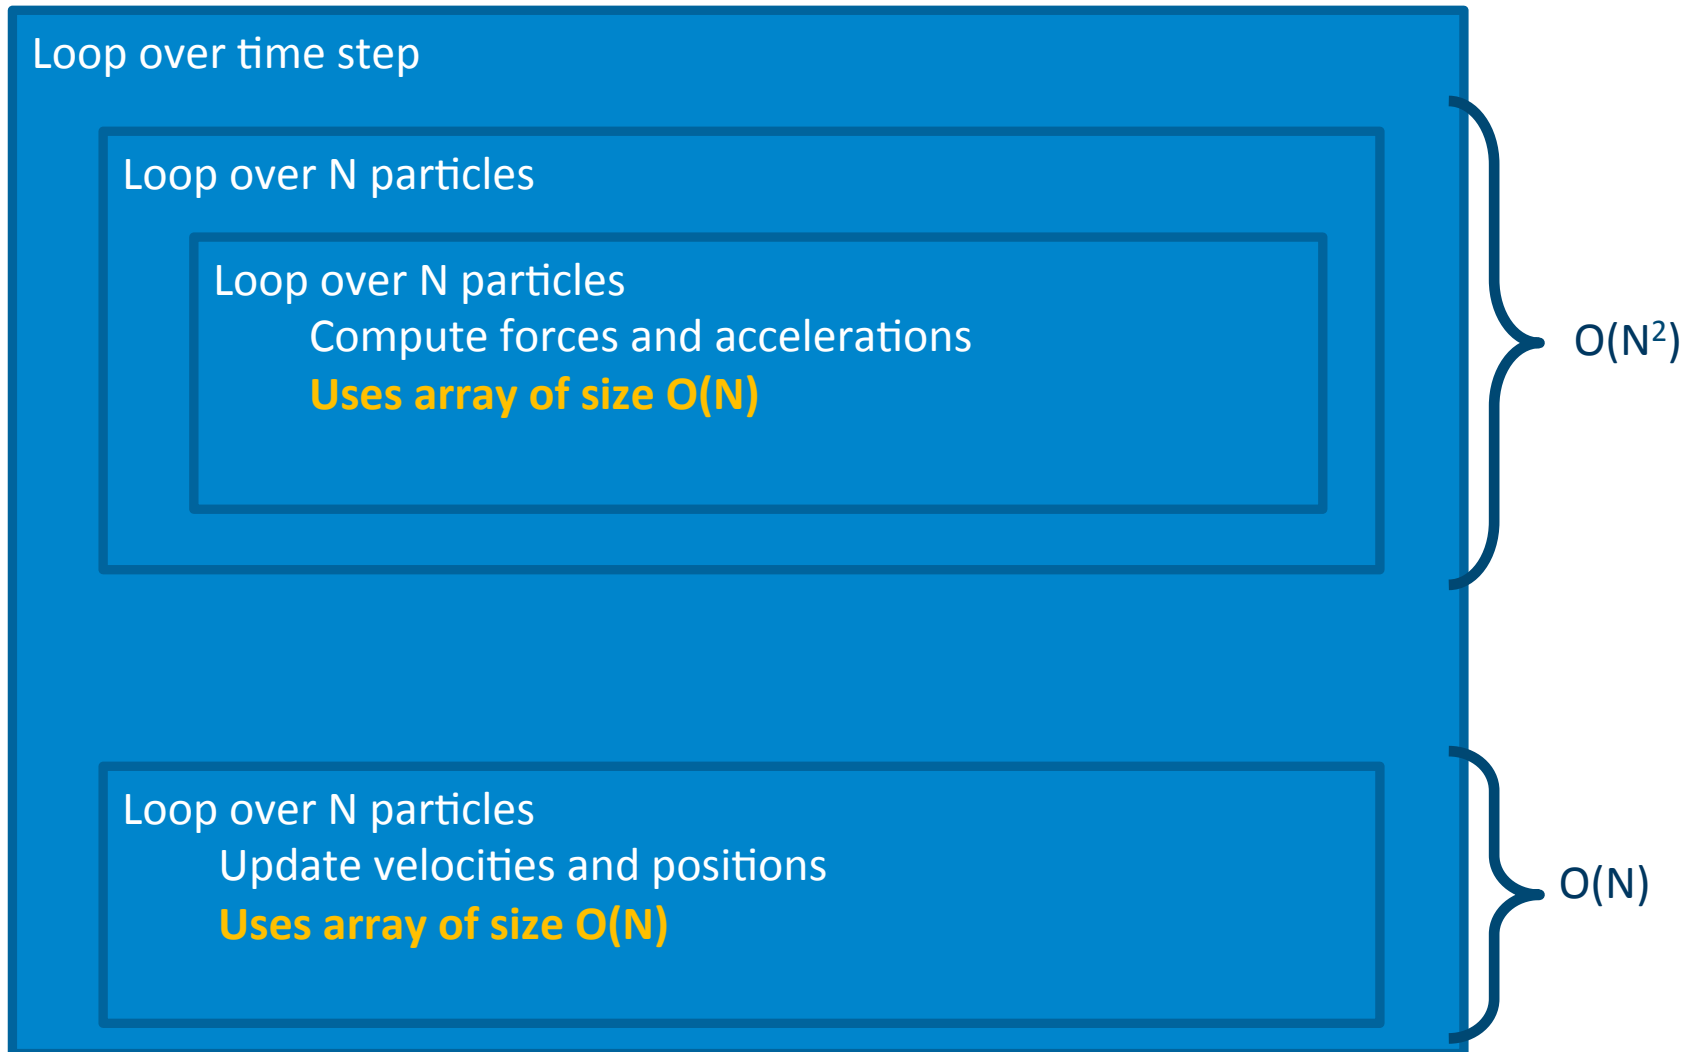 Loop over time step
Loop over N particles
Loop over N particles
Compute forces and accelerations
Uses array of size O(N)
O(N²)
Loop over N particles
Update velocities and positions
Uses array of size O(N)
O(N)